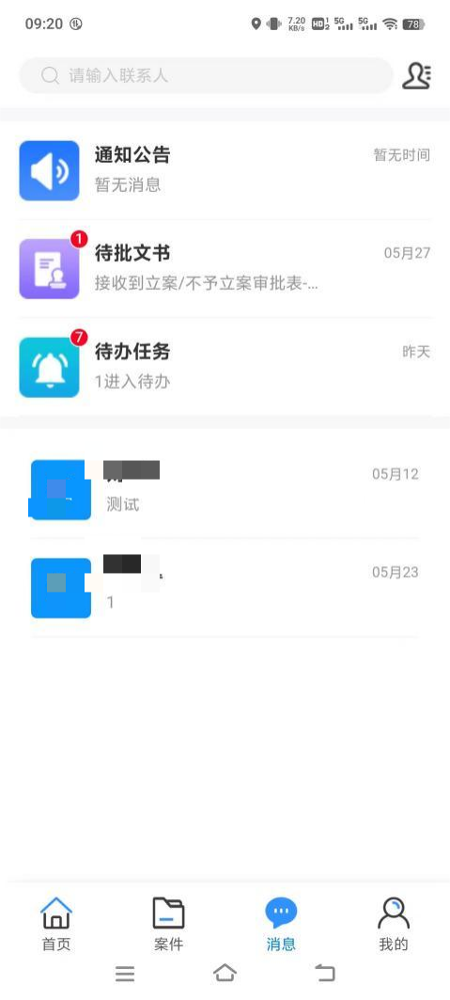 09:20
7.20 KB/s HD 1 2 5G 5G 78
请输入联系人
通知公告
暂无时间
暂无消息
1
待批文书
05月27
接收到立案/不予立案审批表-...
7
待办任务
昨天
1进入待办
05月12
测试
05月23
1
首页
案件
消息
我的